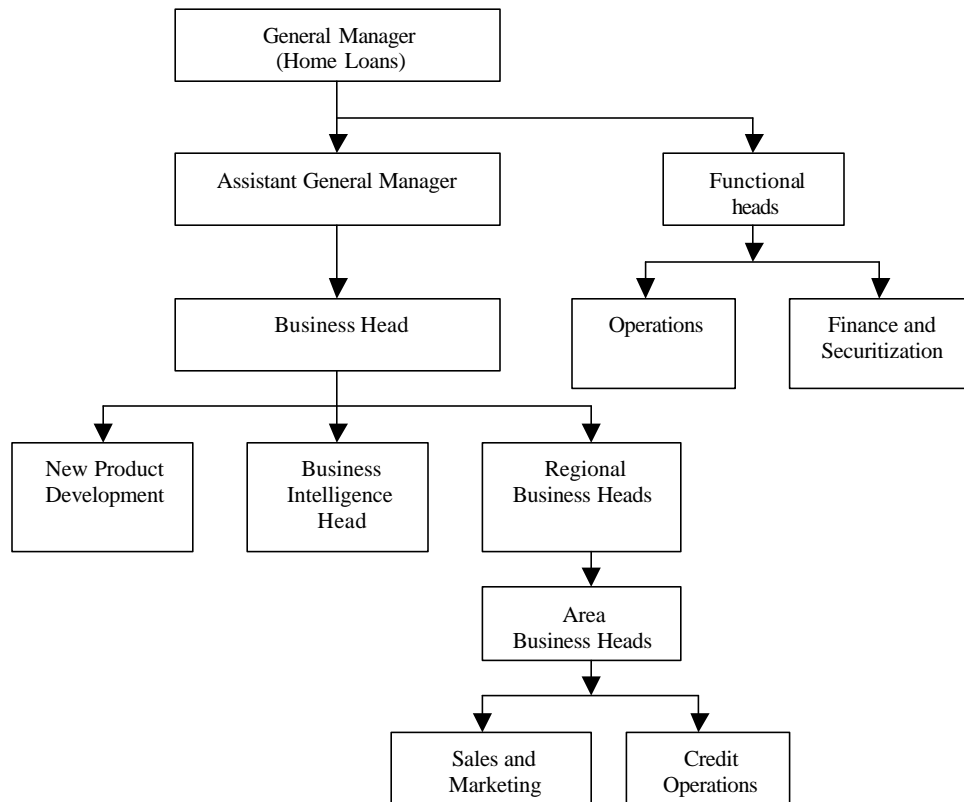 General Manager
(Home Loans)
Assistant General Manager
Functional
heads
Business Head
Operations
Finance and
Securitization
New Product
Development
Business
Intelligence
Head
Regional
Business Heads
Area
Business Heads
Sales and
Marketing
Credit
Operations